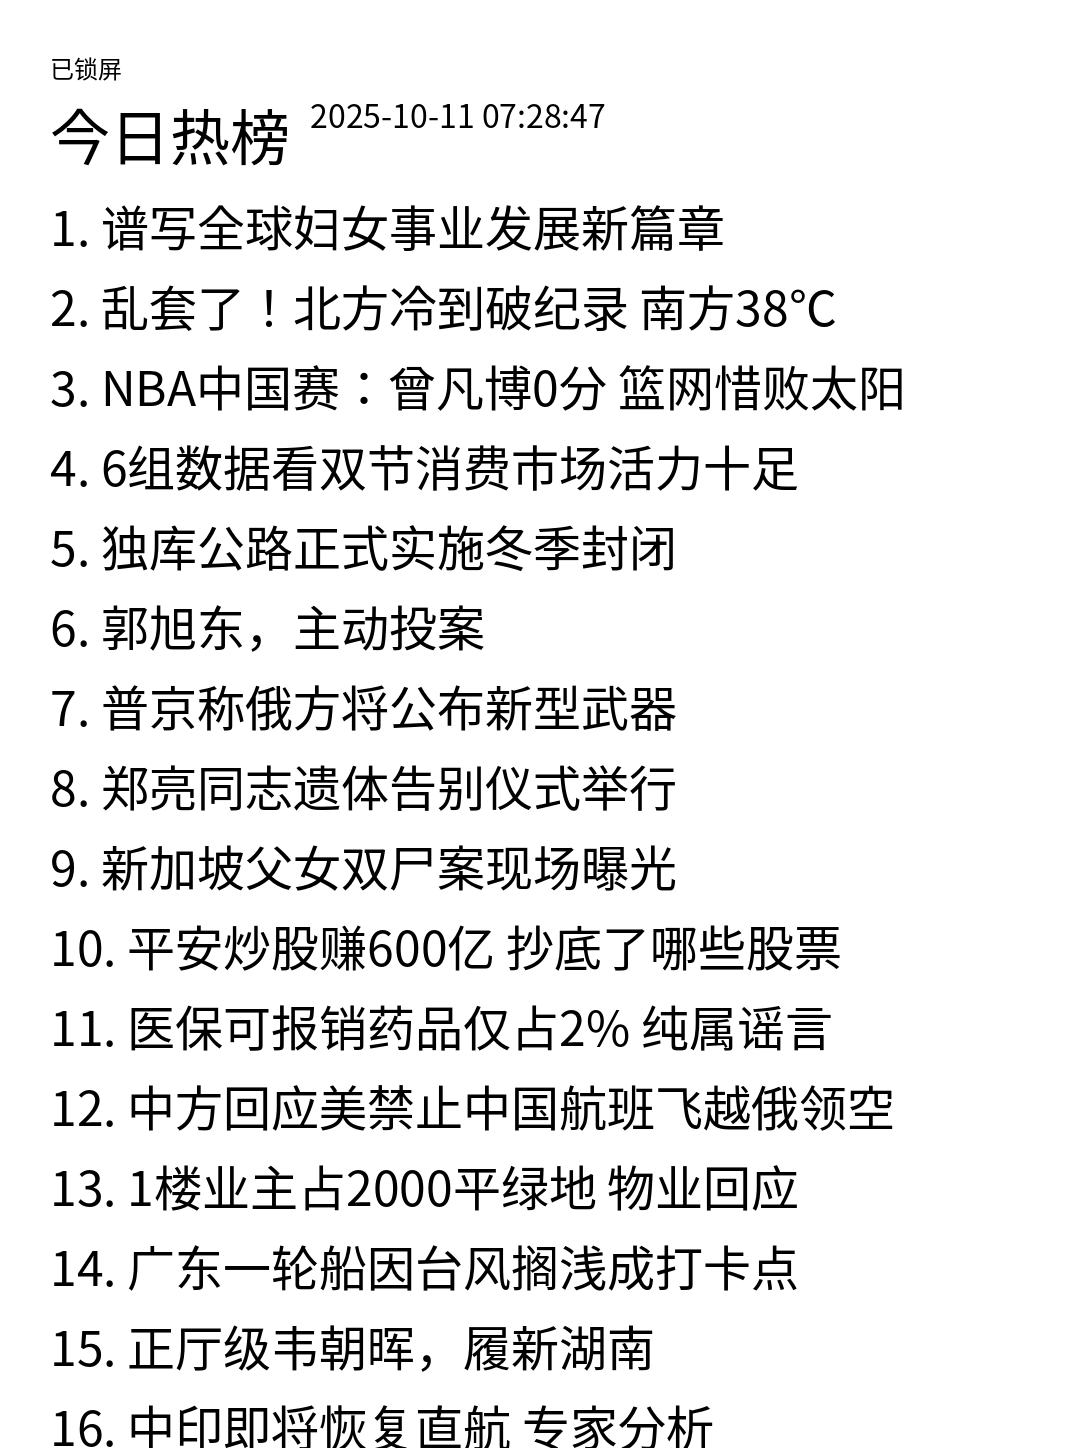 已锁屏
今日热榜 2025-10-11 07:28:47
1. 谱写全球妇女事业发展新篇章
2. 乱套了！北方冷到破纪录 南方38℃
3. NBA中国赛：曾凡博0分 篮网惜败太阳
4. 6组数据看双节消费市场活力十足
5. 独库公路正式实施冬季封闭
6. 郭旭东，主动投案
7. 普京称俄方将公布新型武器
8. 郑亮同志遗体告别仪式举行
9. 新加坡父女双尸案现场曝光
10. 平安炒股赚600亿 抄底了哪些股票
11. 医保可报销药品仅占2% 纯属谣言
12. 中方回应美禁止中国航班飞越俄领空
13. 1楼业主占2000平绿地 物业回应
14. 广东一轮船因台风搁浅成打卡点
15. 正厅级韦朝晖，履新湖南
16. 中印即将恢复直航 专家分析